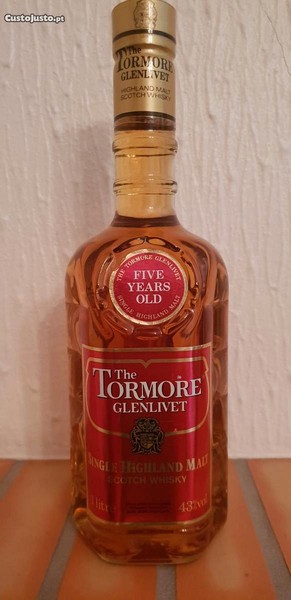 CustoJusto.pt
The
TORMORE
GLENLIVET
HIGHLAND MALT
SCOTCH WHISKY
THE TORMORE GLENLIVET
FIVE
YEARS
OLD
SINGLE HIGHLAND MALT
The
TORMORE
GLENLIVET
SINGLE HIGHLAND MALT
SCOTCH WHISKY
1 litre
43%vol